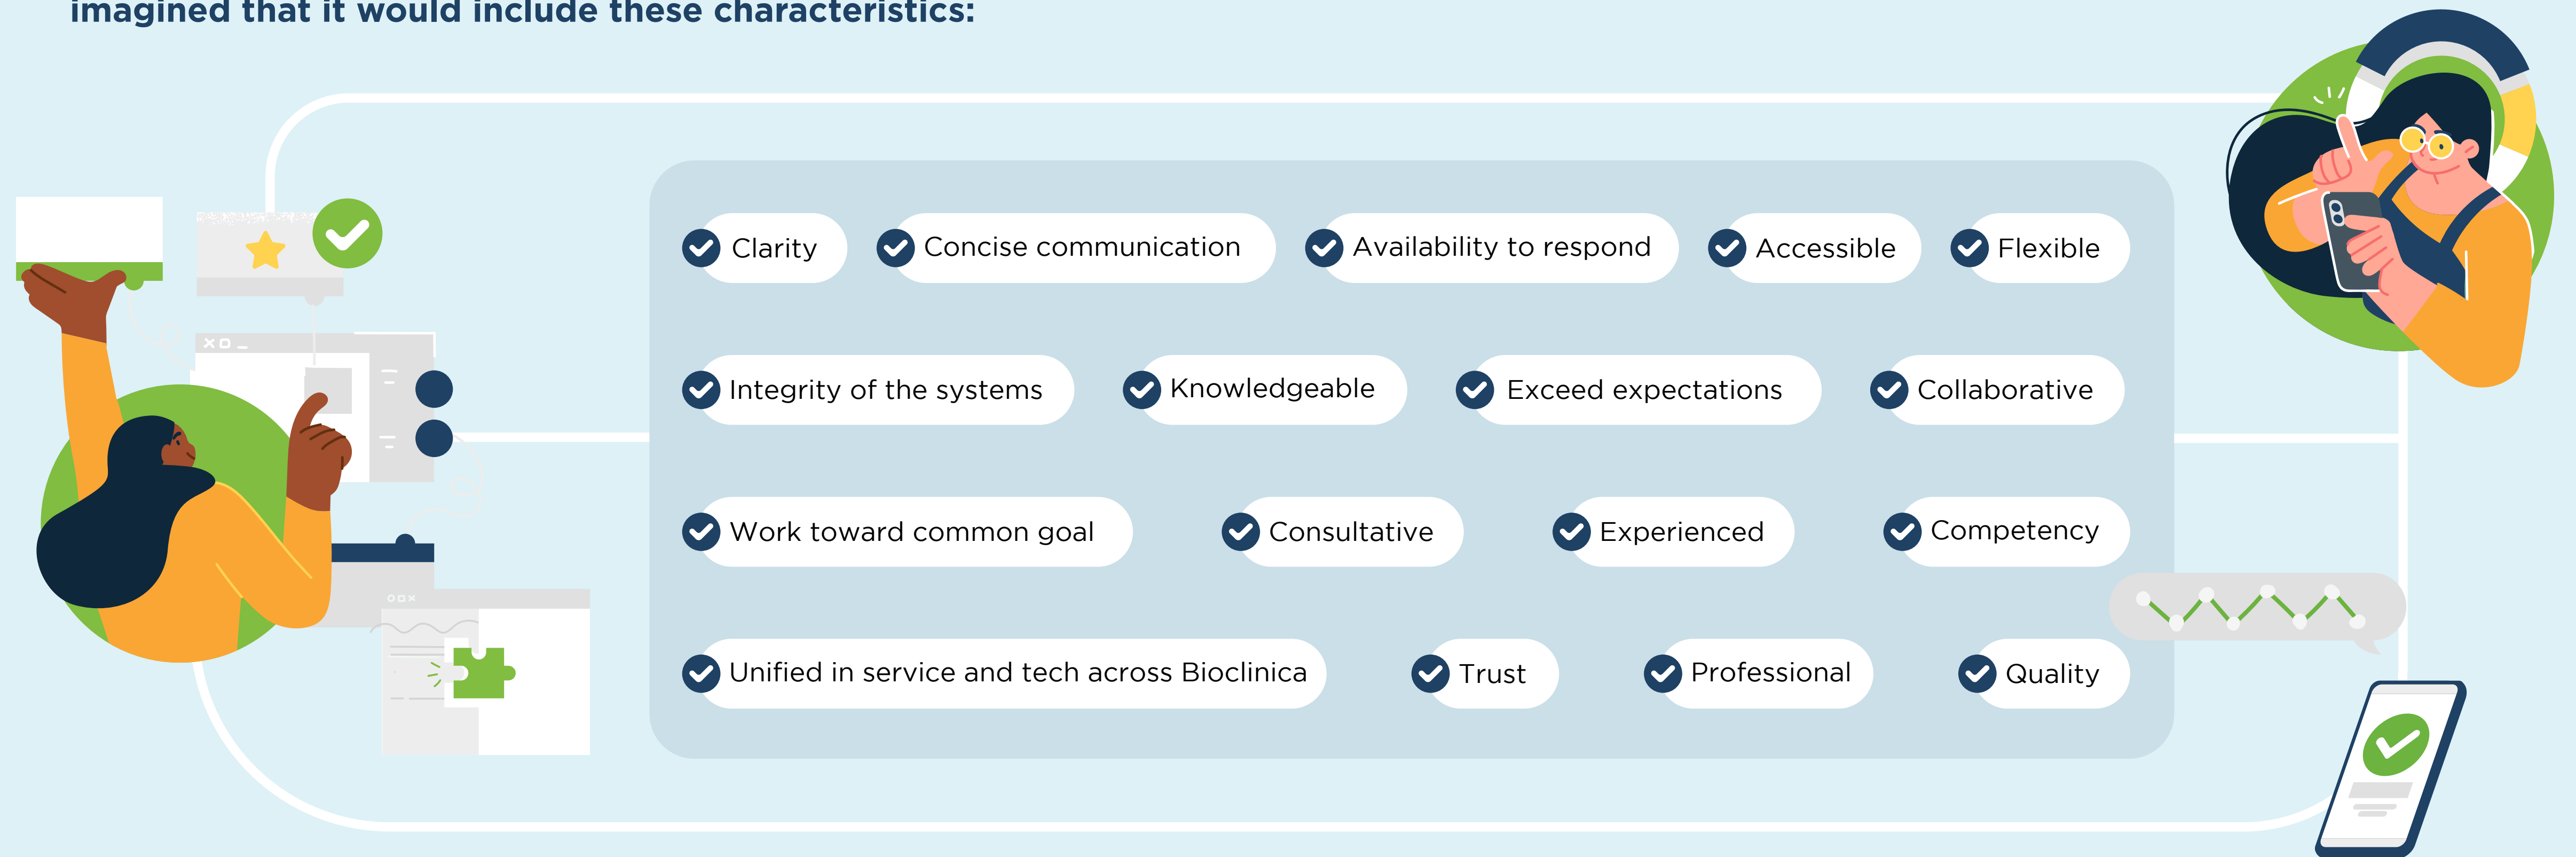 imagined that it would include these characteristics:
Clarity
Concise communication
Availability to respond
Accessible
Flexible
Integrity of the systems
Knowledgeable
Exceed expectations
Collaborative
Work toward common goal
Consultative
Experienced
Competency
Unified in service and tech across Bioclinica
Trust
Professional
Quality